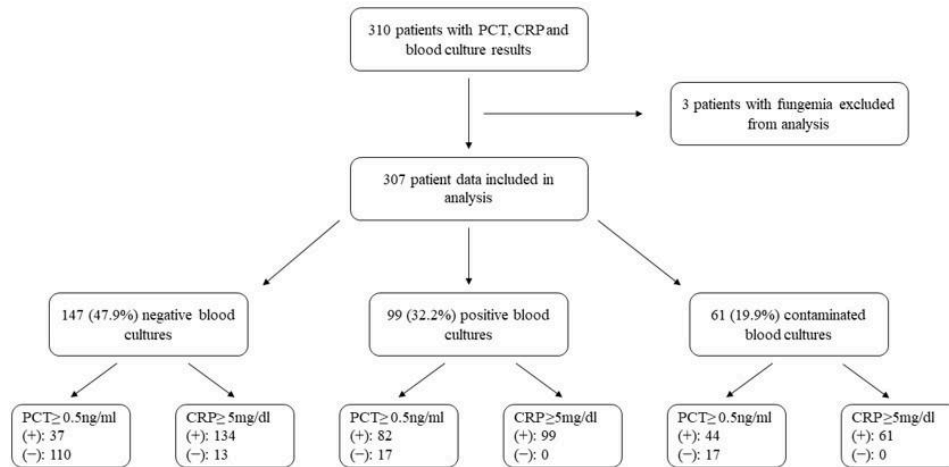 310 patients with PCT, CRP and
blood culture results
3 patients with fungemia excluded
from analysis
307 patient data included in
analysis
147 (47.9%) negative blood
cultures
99 (32.2%) positive blood
cultures
61 (19.9%) contaminated
blood cultures
PCT≥ 0.5ng/ml
(+): 37
(−): 110
CRP≥ 5mg/dl
(+): 134
(−): 13
PCT≥ 0.5ng/ml
(+): 82
(−): 17
CRP≥5mg/dl
(+): 99
(−): 0
PCT≥ 0.5ng/ml
(+): 44
(−): 17
CRP≥5mg/dl
(+): 61
(−): 0